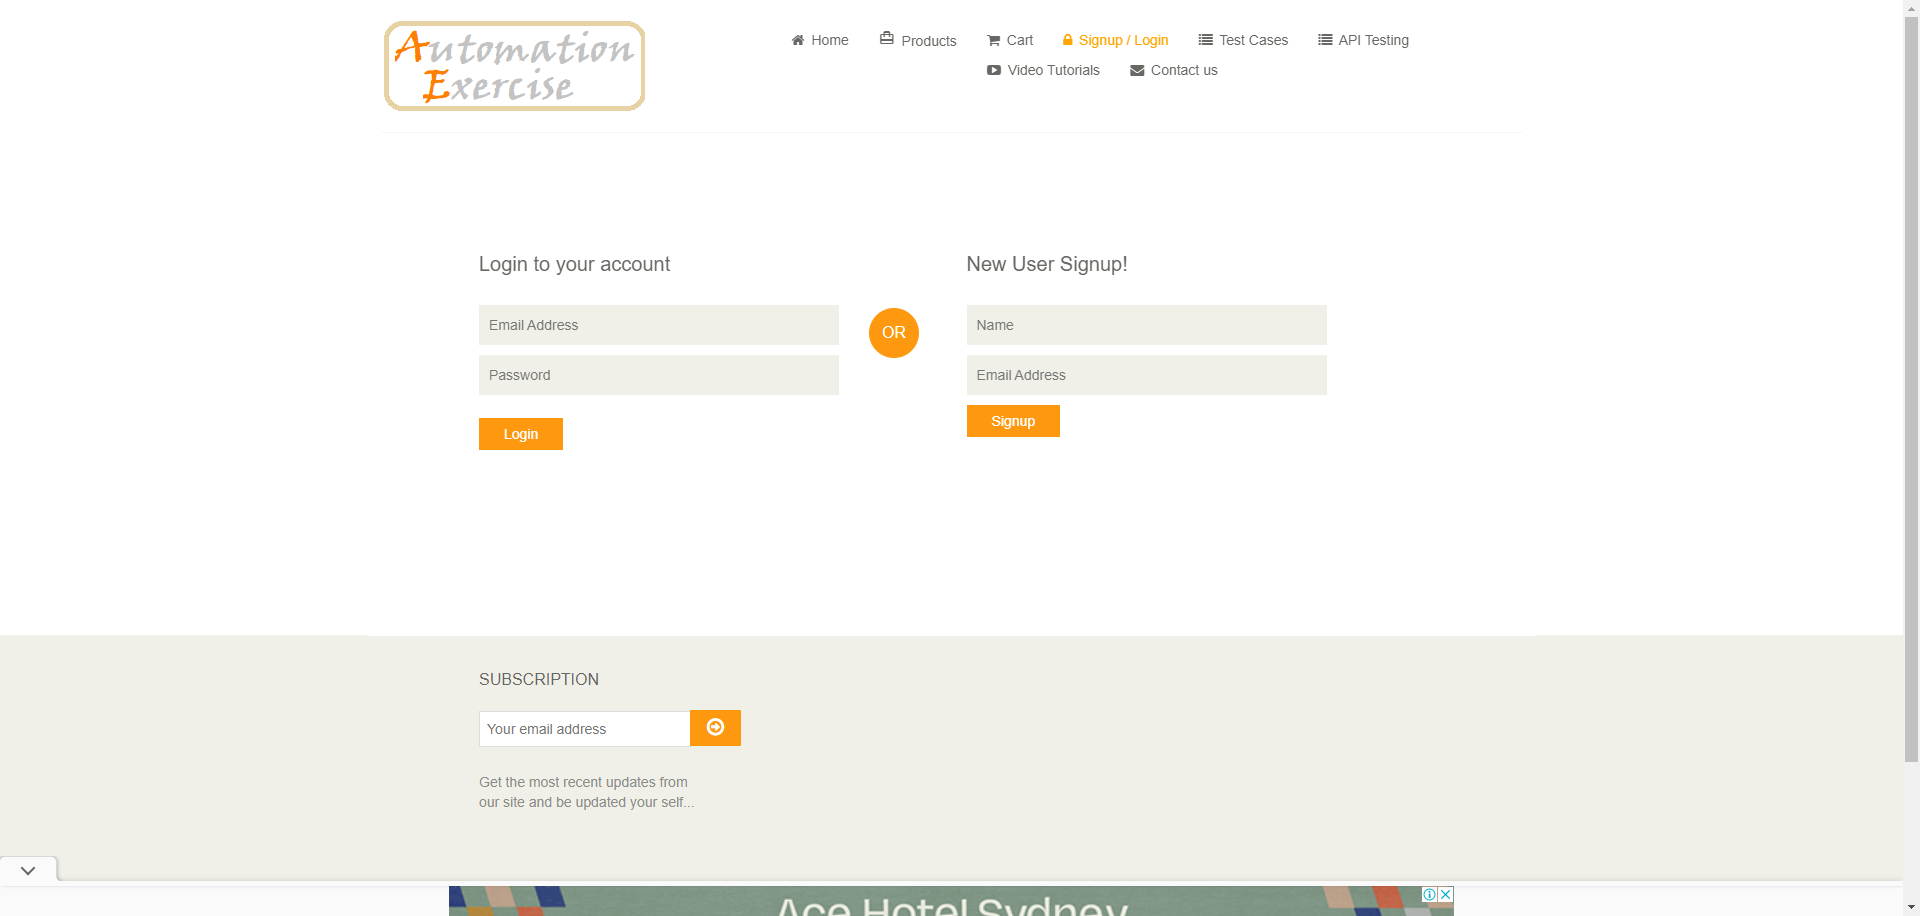 Automation
Exercise
Home
Products
Cart
Signup / Login
Test Cases
API Testing
Video Tutorials
Contact us
Login to your account
Email Address
Password
Login
OR
New User Signup!
Name
Email Address
Signup
SUBSCRIPTION
Your email address
Get the most recent updates from
our site and be updated your self...
Ace Hotel Sydney